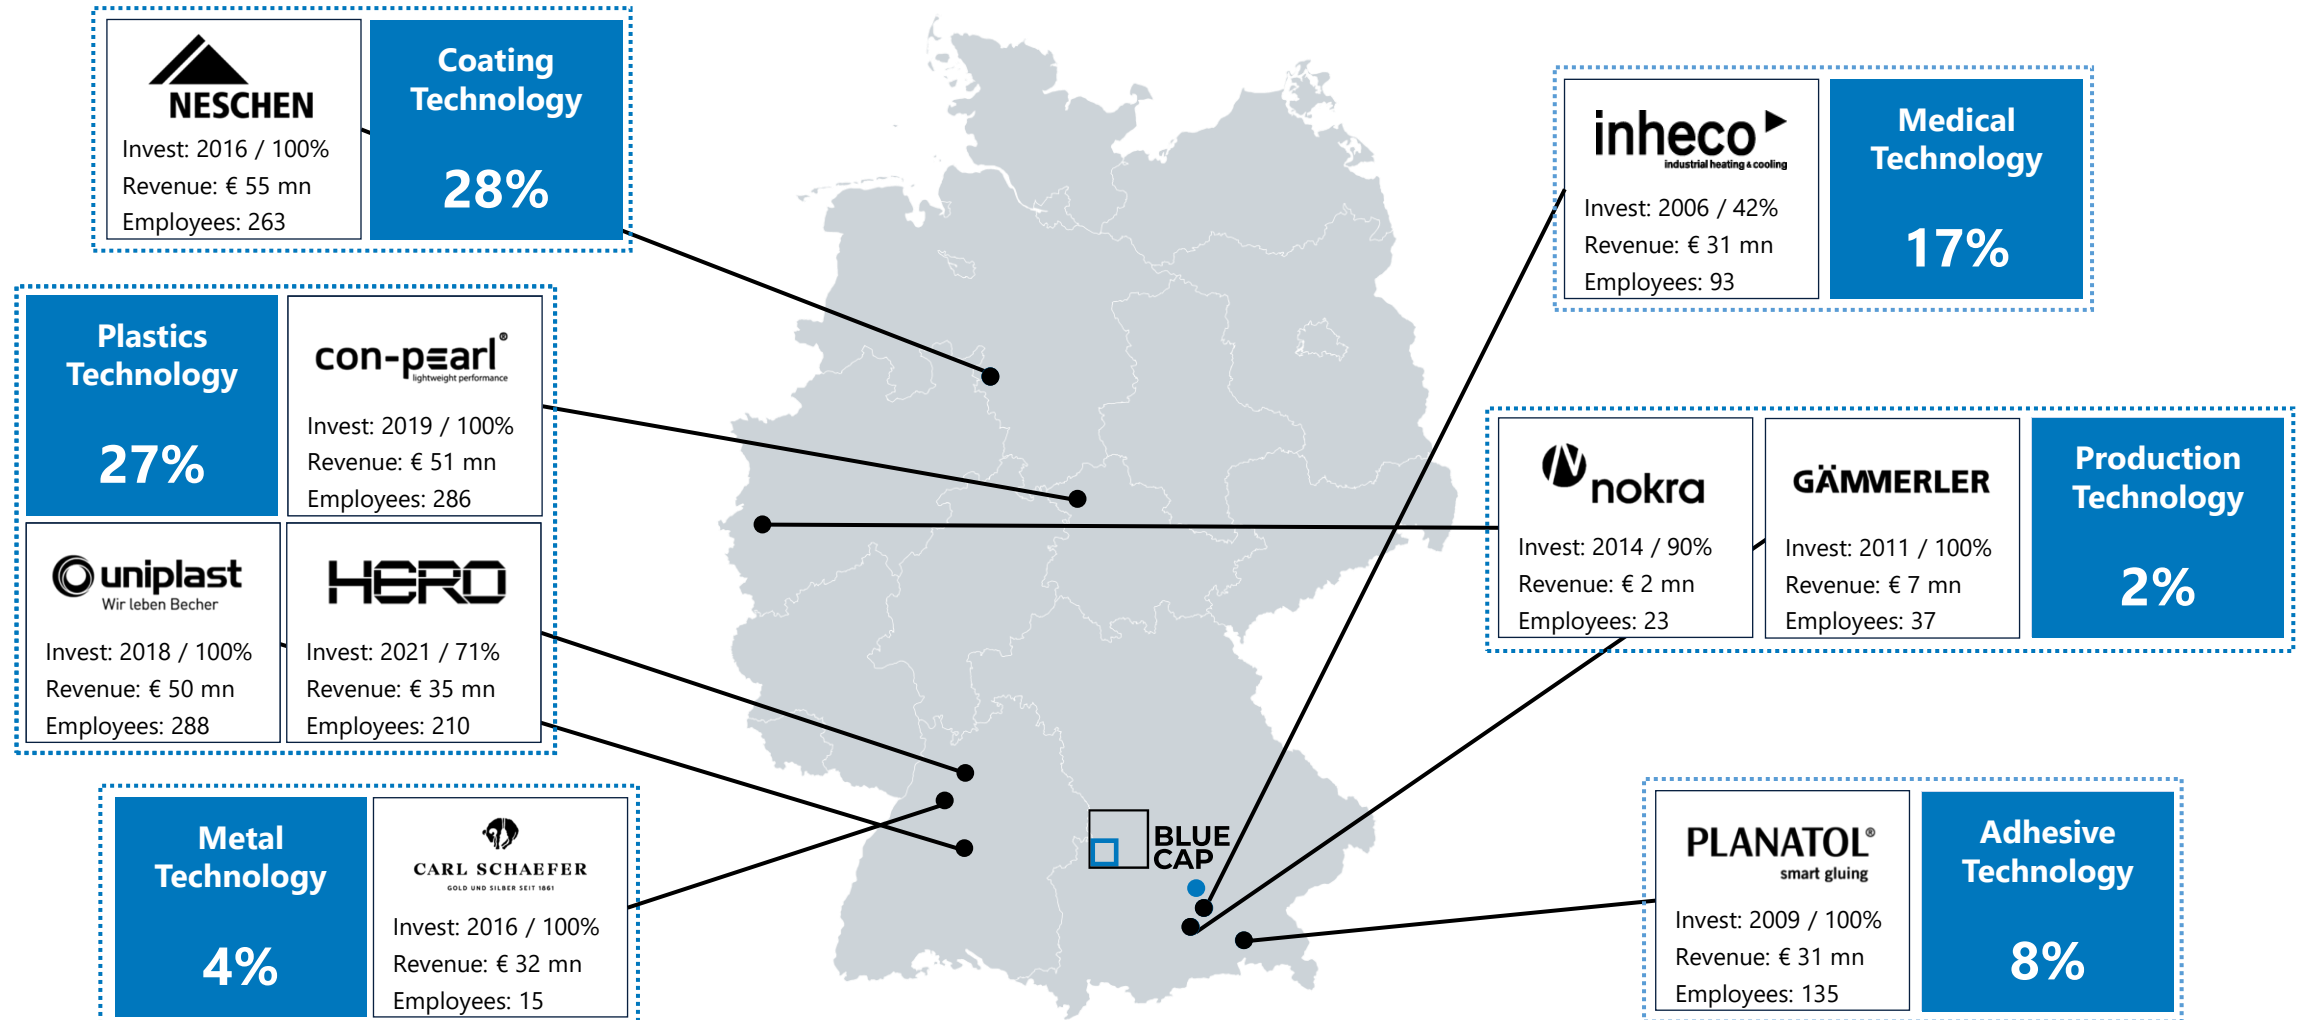 NESCHEN
Invest: 2016 / 100%
Revenue: € 55 mn
Employees: 263
Coating
Technology
28%
Plastics
Technology
27%
con-pearl®
lightweight performance
Invest: 2019 / 100%
Revenue: € 51 mn
Employees: 286
uniplast
Wir leben Becher
Invest: 2018 / 100%
Revenue: € 50 mn
Employees: 288
HERO
Invest: 2021 / 71%
Revenue: € 35 mn
Employees: 210
Metal
Technology
4%
CARL SCHAEFER
GOLD UND SILBER SEIT 1861
Invest: 2016 / 100%
Revenue: € 32 mn
Employees: 15
BLUE
CAP
inheco
industrial heating & cooling
Invest: 2006 / 42%
Revenue: € 31 mn
Employees: 93
Medical
Technology
17%
nokra
Invest: 2014 / 90%
Revenue: € 2 mn
Employees: 23
GÄMMERLER
Invest: 2011 / 100%
Revenue: € 7 mn
Employees: 37
Production
Technology
2%
PLANATOL®
smart gluing
Invest: 2009 / 100%
Revenue: € 31 mn
Employees: 135
Adhesive
Technology
8%